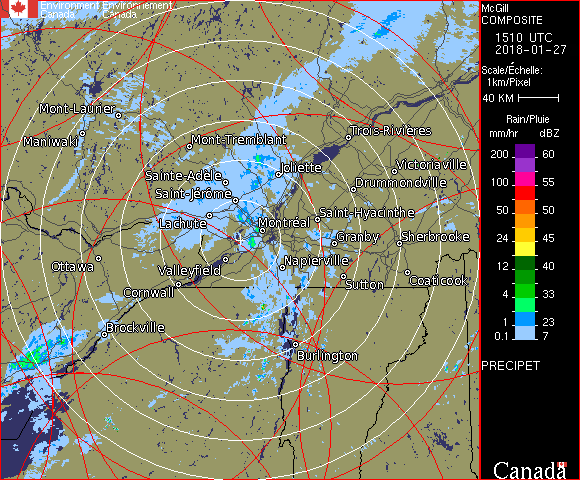 Environment Environnement
Canada Canada
Mont-Laurier
Maniwaki
Mont-Tremblant
Trois-Rivières
Sainte-Adèle
Joliette
Victoriaville
Saint-Jérôme
Drummondville
Lachute
Montréal
Saint-Hyacinthe
Granby
Sherbrooke
Ottawa
Valleyfield
Napierville
Sutton
Coaticook
Cornwall
Brockville
Burlington
McGill
COMPOSITE
1510 UTC
2018-01-27
Scale/Échelle:
1km/Pixel
40 KM
Rain/Pluie
mm/hr dBZ
200 60
100 55
50 50
24 45
12 40
4 33
1 23
0.1 7
PRECIPET
Canada